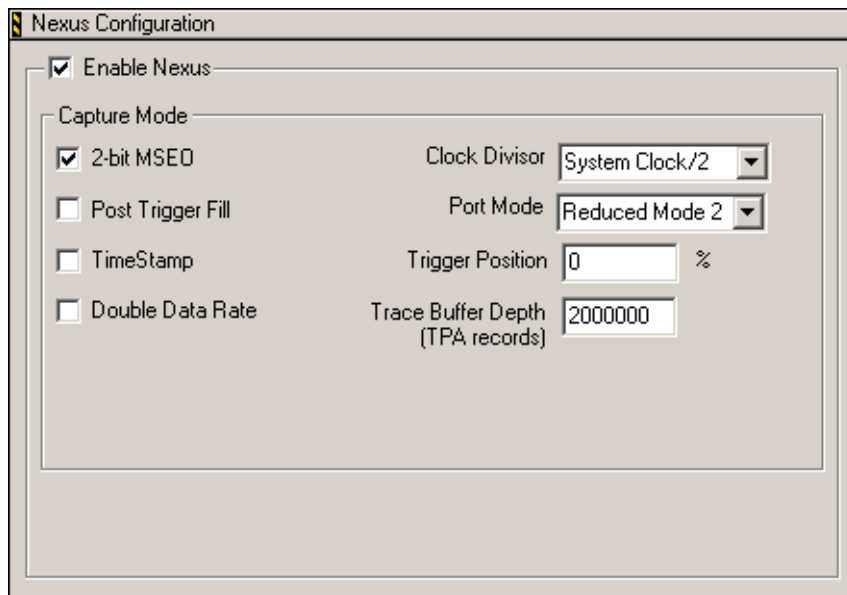 Nexus Configuration
Enable Nexus
Capture Mode
2-bit MSEO
Clock Divisor
System Clock/2
Post Trigger Fill
Port Mode
Reduced Mode 2
TimeStamp
Trigger Position
0
%
Double Data Rate
Trace Buffer Depth
(TPA records)
2000000